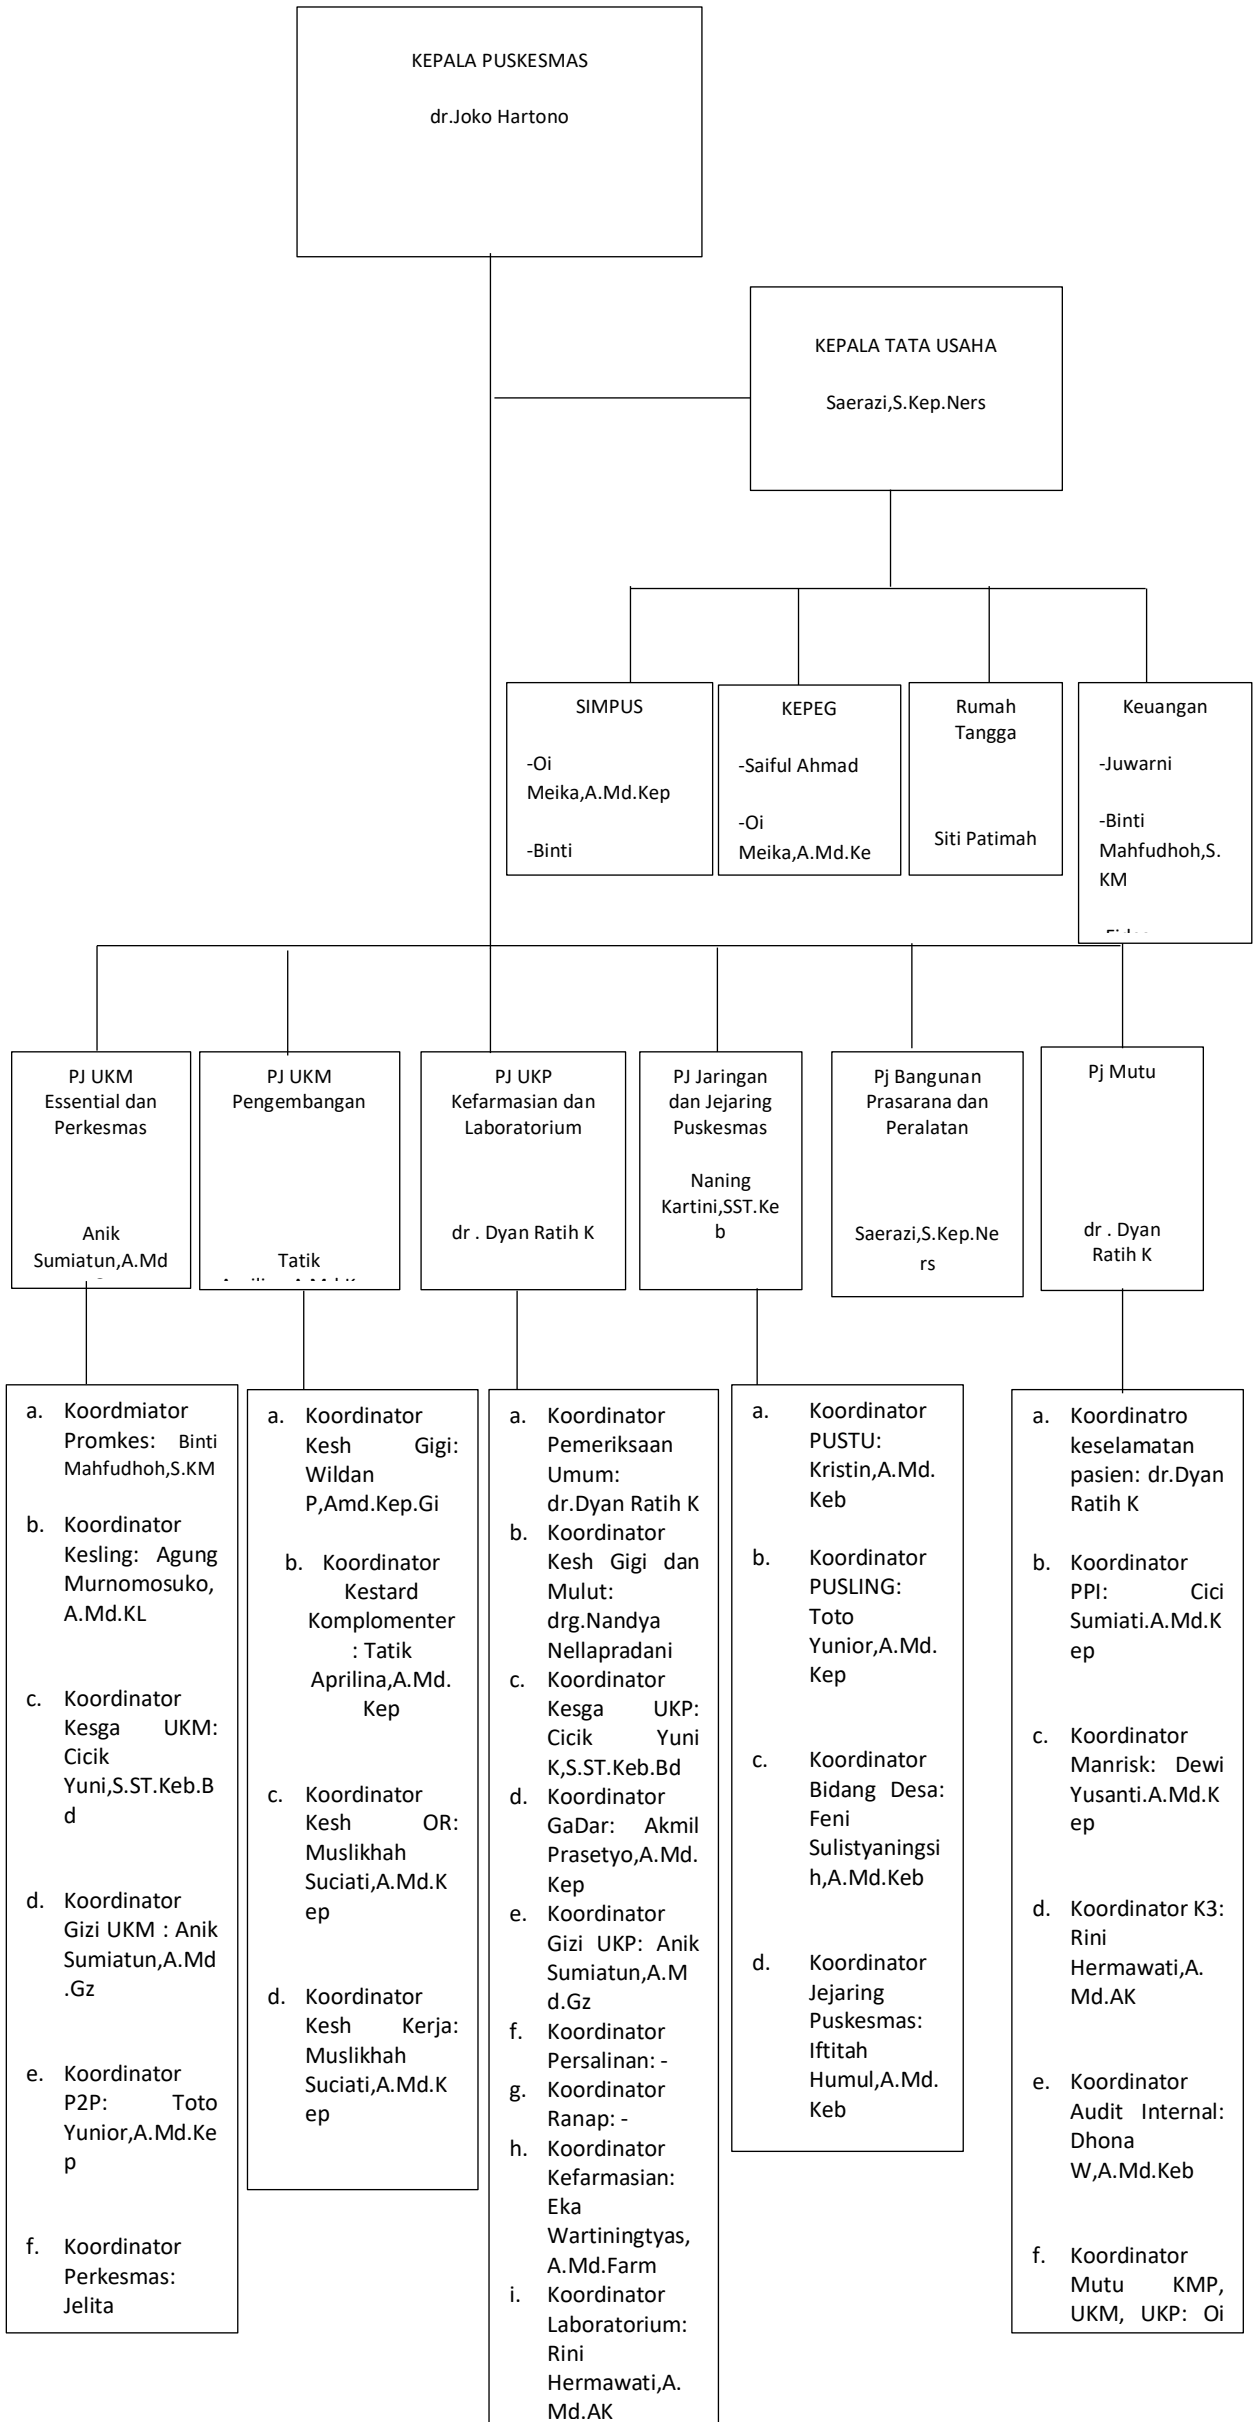 KEPALA PUSKESMAS
dr.Joko Hartono
KEPALA TATA USAHA
Saerazi,S.Kep.Ners
SIMPUS
-Oi
Meika,A.Md.Kep
-Binti
KEPEG
-Saiful Ahmad
-Oi
Meika,A.Md.Ke
Rumah
Tangga
Siti Patimah
Keuangan
-Juwarni
-Binti
Mahfudhoh,S.
KM
PJ UKM
Essential dan
Perkesmas
Anik
Sumiatun,A.Md
PJ UKM
Pengembangan
Tatik
PJ UKP
Kefarmasian dan
Laboratorium
dr . Dyan Ratih K
PJ Jaringan
dan Jejaring
Puskesmas
Naning
Kartini,SST.Ke
b
Pj Bangunan
Prasarana dan
Peralatan
Saerazi,S.Kep.Ne
rs
Pj Mutu
dr . Dyan
Ratih K
a. Koordmiator
Promkes: Binti
Mahfudhoh,S.KM
b. Koordinator
Kesling: Agung
Murnomosuko,
A.Md.KL
c. Koordinator
Kesga UKM:
Cicik
Yuni,S.ST.Keb.B
d
d. Koordinator
Gizi UKM : Anik
Sumiatun,A.Md
.Gz
e. Koordinator
P2P: Toto
Yunior,A.Md.Ke
p
f. Koordinator
Perkesmas:
Jelita
a. Koordinator
Kesh Gigi:
Wildan
P,Amd.Kep.Gi
b. Koordinator
Kestard
Komplomenter
: Tatik
Aprilina,A.Md.
Kep
c. Koordinator
Kesh OR:
Muslikhah
Suciati,A.Md.K
ep
d. Koordinator
Kesh Kerja:
Muslikhah
Suciati,A.Md.K
ep
a. Koordinator
Pemeriksaan
Umum:
dr.Dyan Ratih K
b. Koordinator
Kesh Gigi dan
Mulut:
drg.Nandya
Nellapradani
c. Koordinator
Kesga UKP:
Cicik Yuni
K,S.ST.Keb.Bd
d. Koordinator
GaDar: Akmil
Prasetyo,A.Md.
Kep
e. Koordinator
Gizi UKP: Anik
Sumiatun,A.M
d.Gz
f. Koordinator
Persalinan: -
g. Koordinator
Ranap: -
h. Koordinator
Kefarmasian:
Eka
Wartiningtyas,
A.Md.Farm
i. Koordinator
Laboratorium:
Rini
Hermawati,A.
Md.AK
a. Koordinator
PUSTU:
Kristin,A.Md.
Keb
b. Koordinator
PUSLING:
Toto
Yunior,A.Md.
Kep
c. Koordinator
Bidang Desa:
Feni
Sulistyaningsi
h,A.Md.Keb
d. Koordinator
Jejaring
Puskesmas:
Iftitah
Humul,A.Md.
Keb
a. Koordinatro
keselamatan
pasien: dr.Dyan
Ratih K
b. Koordinator
PPI: Cici
Sumiati.A.Md.K
ep
c. Koordinator
Manrisk: Dewi
Yusanti.A.Md.K
ep
d. Koordinator K3:
Rini
Hermawati,A.
Md.AK
e. Koordinator
Audit Internal:
Dhona
W,A.Md.Keb
f. Koordinator
Mutu KMP,
UKM, UKP: Oi